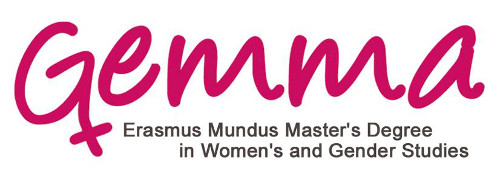 Gemma
Erasmus Mundus Master's Degree
in Women's and Gender Studies